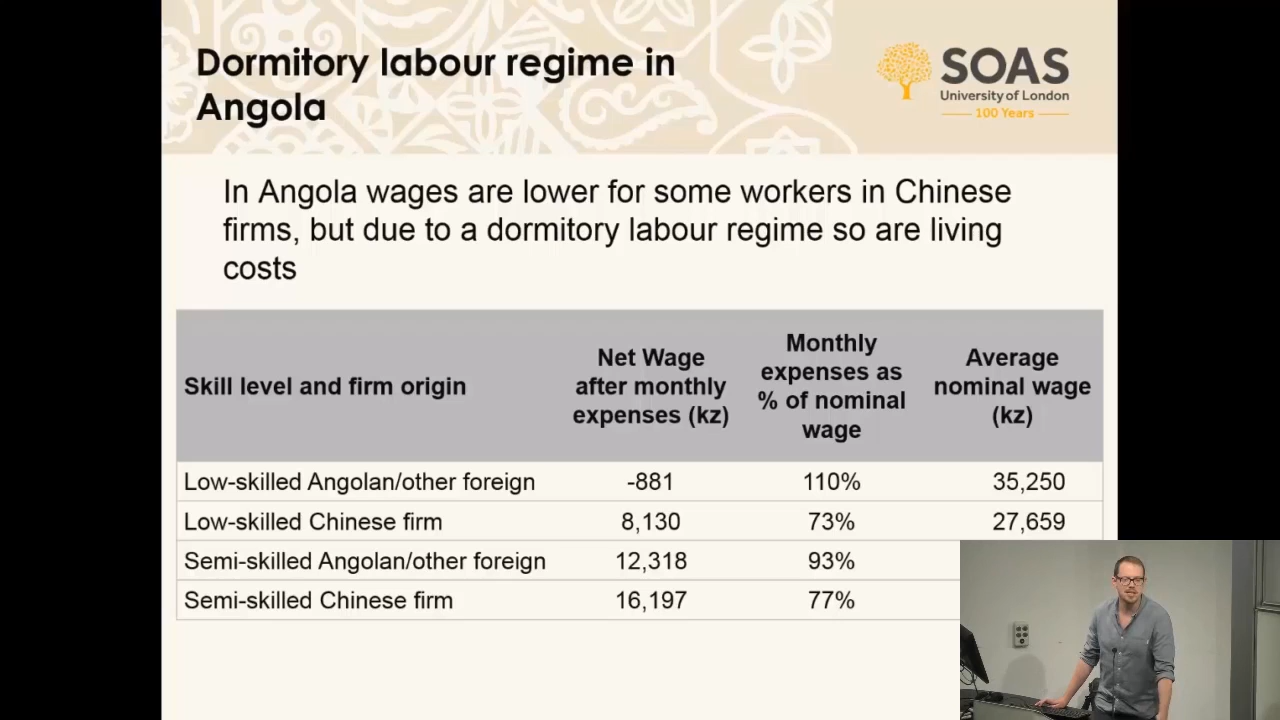 Dormitory labour regime in
Angola
SOAS
University of London
100 Years
In Angola wages are lower for some workers in Chinese
firms, but due to a dormitory labour regime so are living
costs
Skill level and firm origin
Net Wage
after monthly
expenses (kz)
Monthly
expenses as
% of nominal
wage
Average
nominal wage
(kz)
Low-skilled Angolan/other foreign -881 110% 35,250
Low-skilled Chinese firm 8,130 73% 27,659
Semi-skilled Angolan/other foreign 12,318 93%
Semi-skilled Chinese firm 16,197 77%